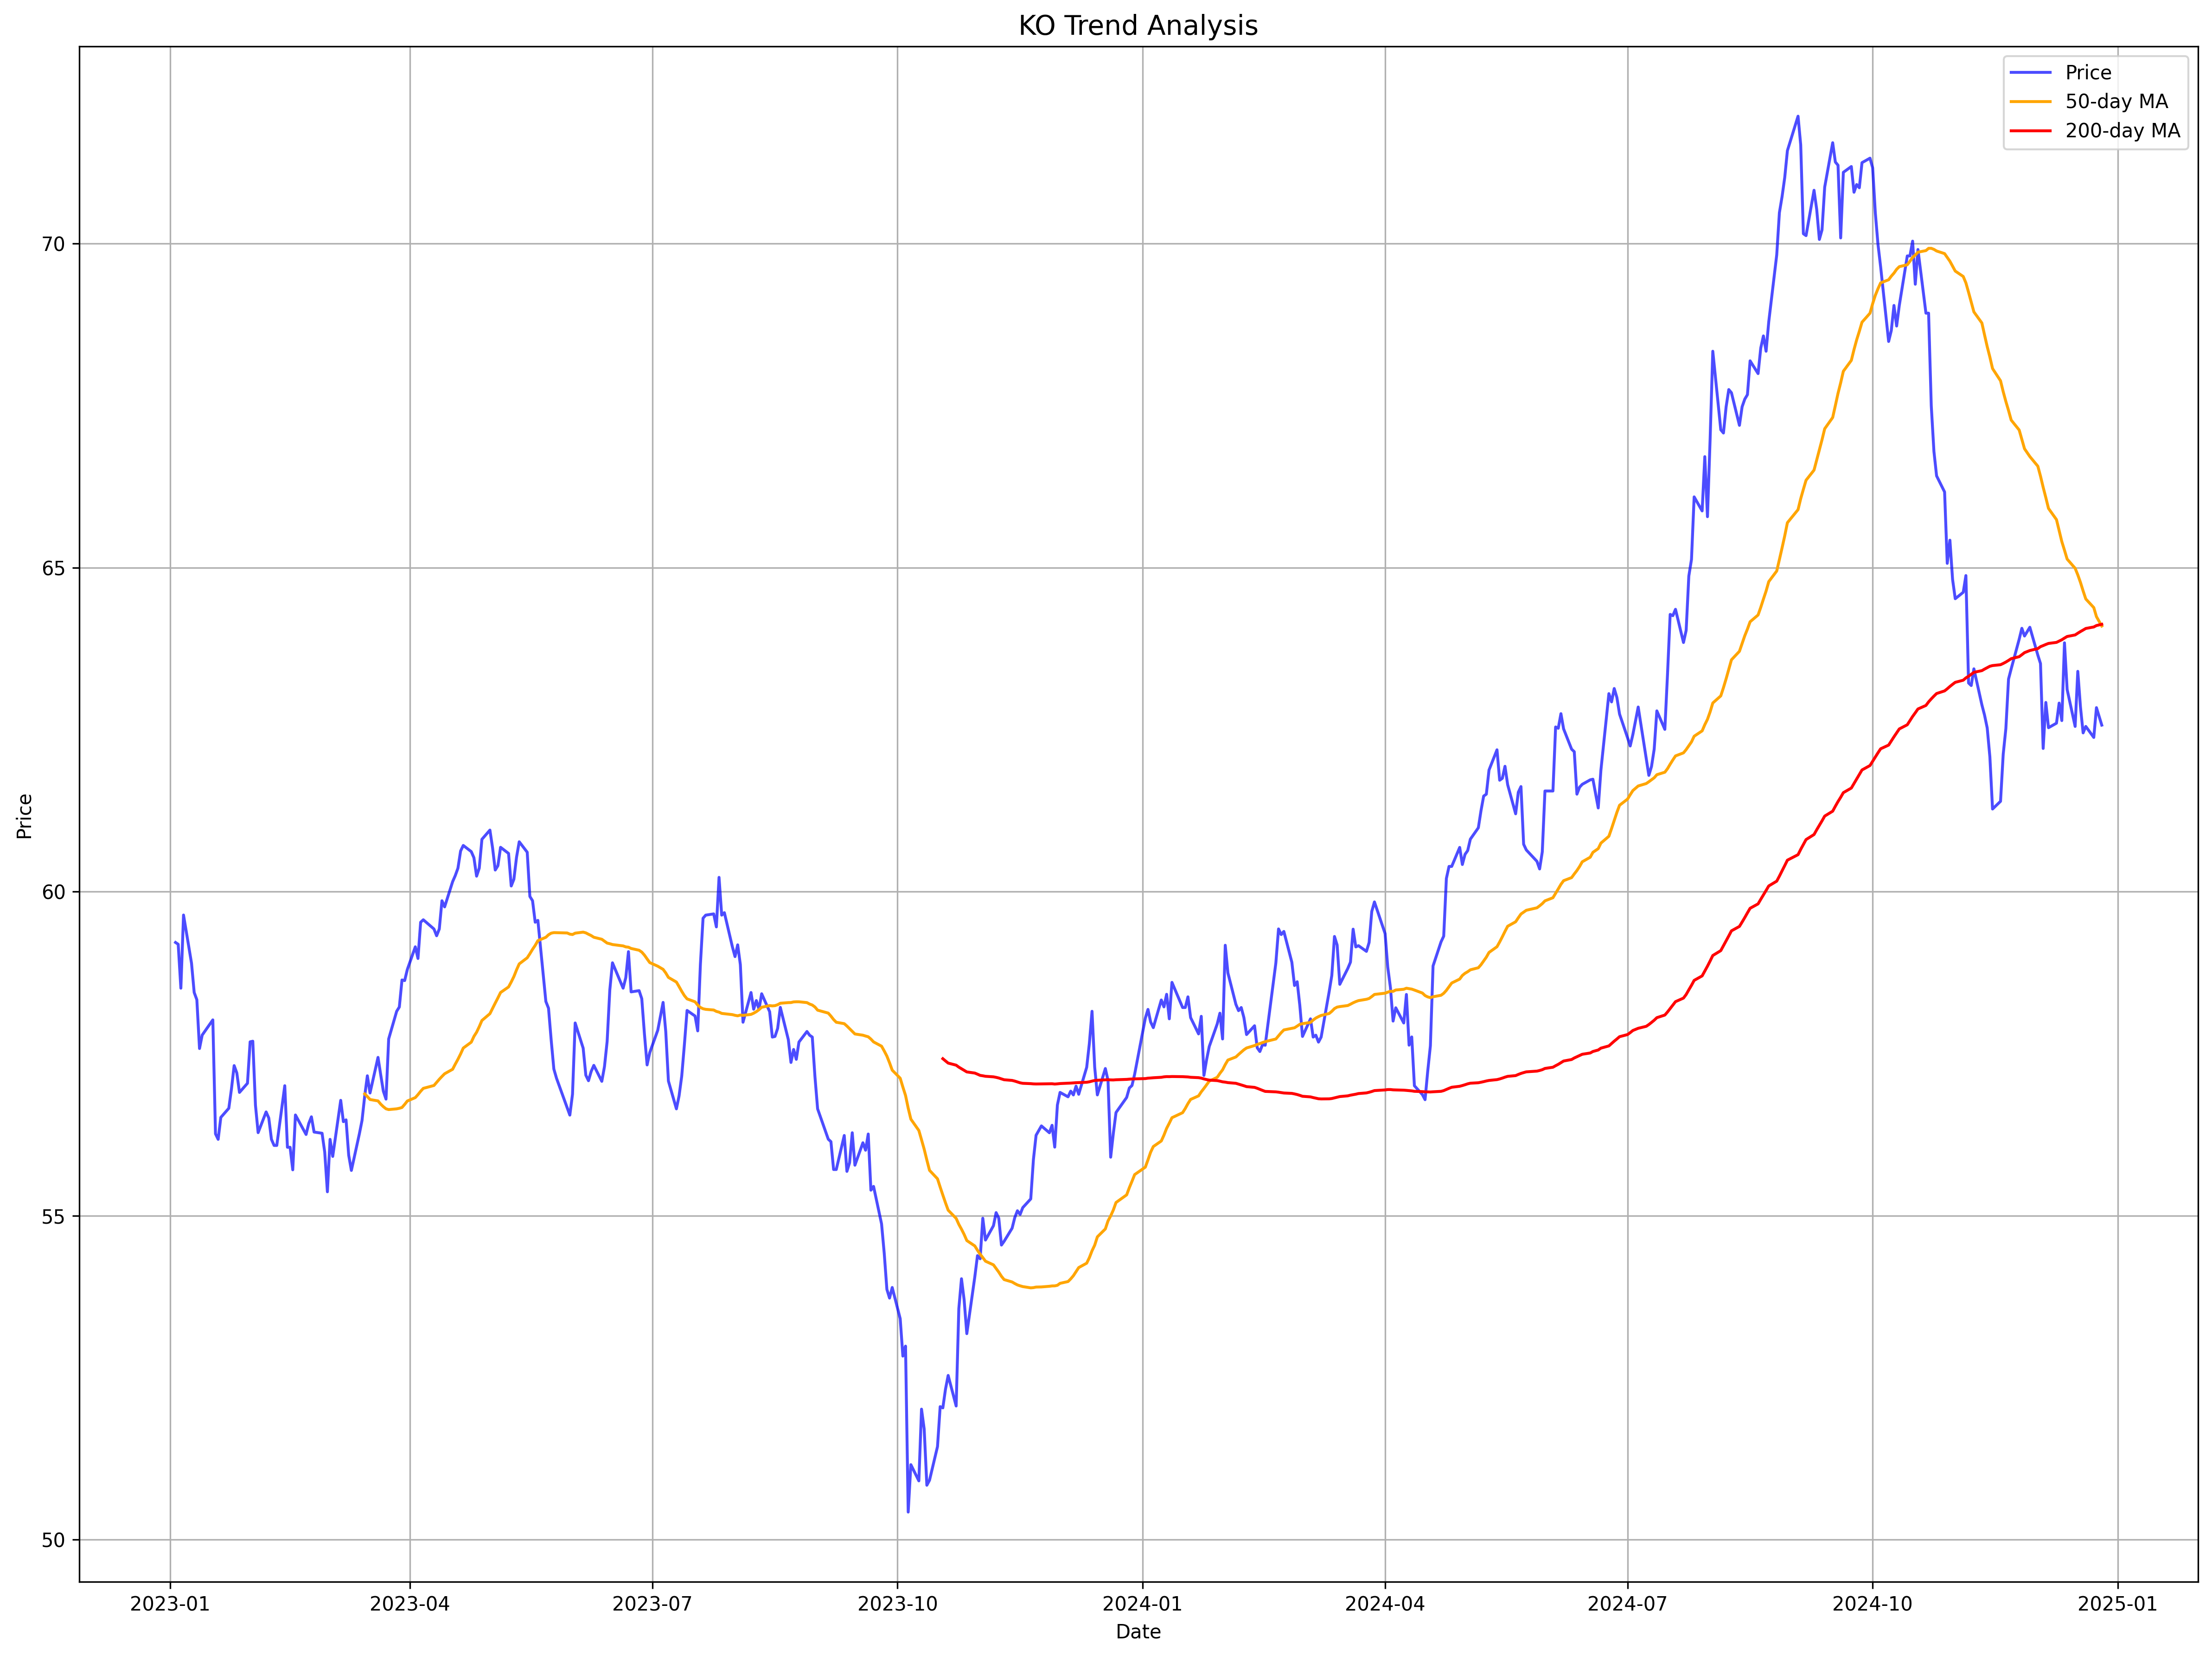 KO Trend Analysis
Price
50-day MA
200-day MA
70
65
60
55
50
Price
2023-01
2023-04
2023-07
2023-10
2024-01
2024-04
2024-07
2024-10
2025-01
Date